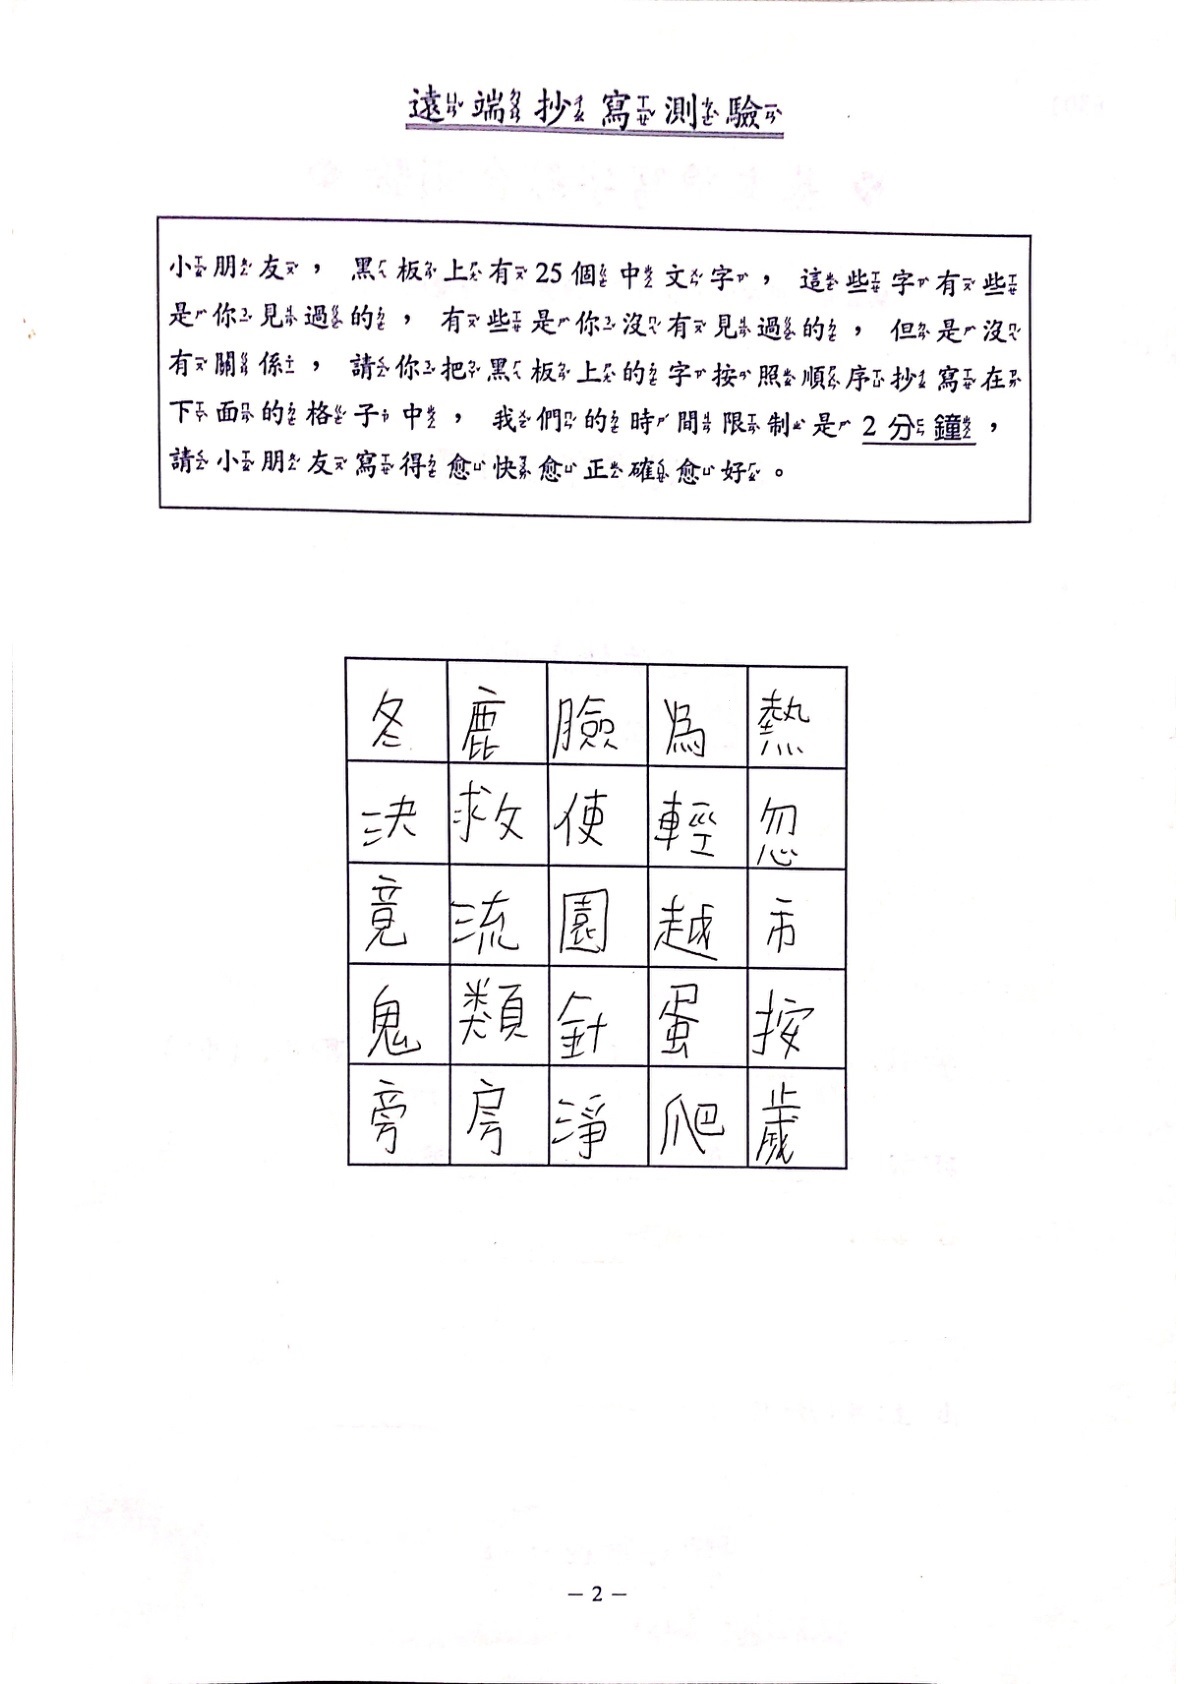 遠端抄寫測驗
小朋友，黑板上有25個中文字，這些字有些
是你見過的，有些是你沒有見過的，但是沒
有關係，請你把黑板上的字按照順序抄寫在
下面的格子中，我們的時間限制是2分鐘，
請小朋友寫得愈快愈正確愈好。
冬 鹿 臉 為 熱
決 救 使 輕 忽
竟 流 園 越 市
鬼 類 針 蛋 按
旁 房 淨 爬 歲
— 2 —